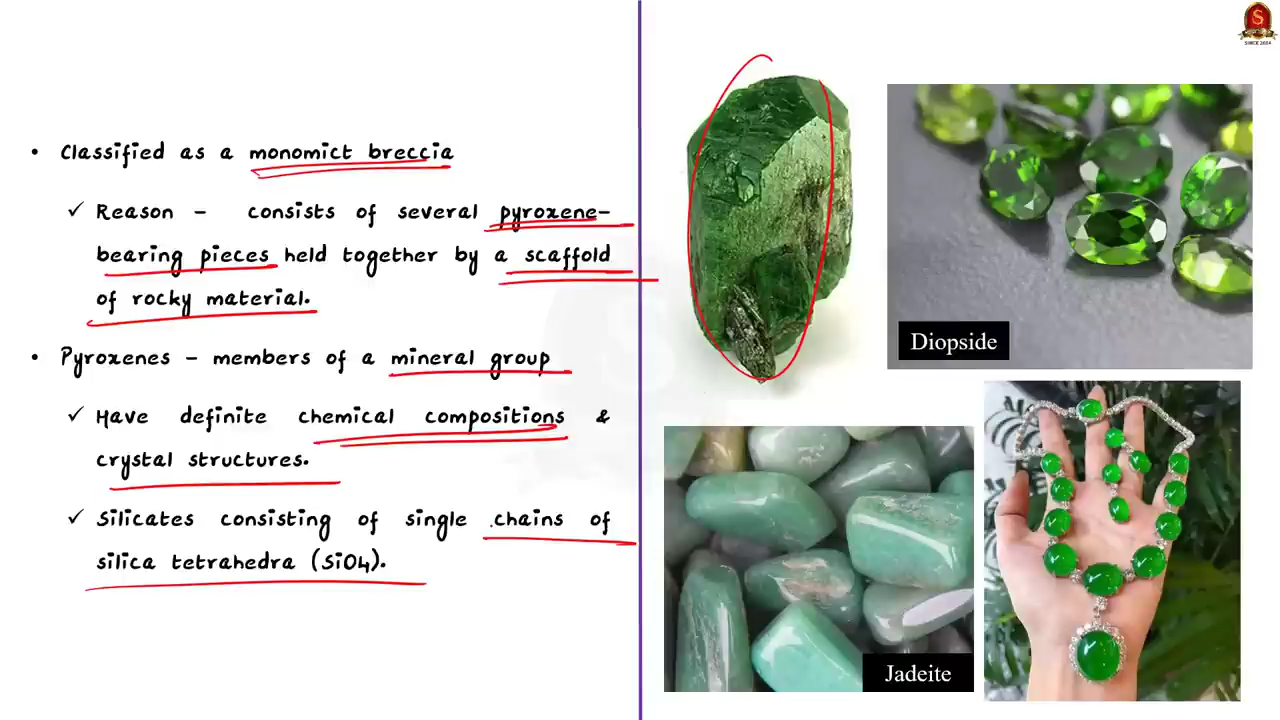 • Classified as a monomict breccia
✓ Reason – consists of several pyroxene-
bearing pieces held together by a scaffold
of rocky material.
• Pyroxenes – members of a mineral group
✓ Have definite chemical compositions &
crystal structures.
✓ Silicates consisting of single chains of
silica tetrahedra (SiO4).
S
SINCE 2004
Diopside
Jadeite